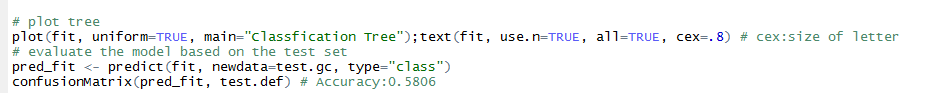 # plot tree
plot(fit, uniform=TRUE, main="Classfication Tree");text(fit, use.n=TRUE, all=TRUE, cex=.8) # cex:size of letter
# evaluate the model based on the test set
pred_fit <- predict(fit, newdata=test.gc, type="class")
confusionMatrix(pred_fit, test.def) # Accuracy:0.5806